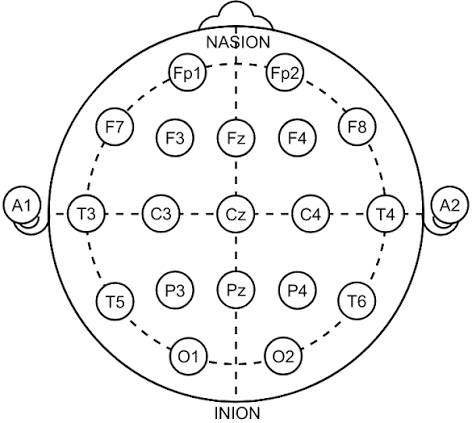 NASION
Fp1 Fp2
F7 F3 Fz F4 F8
A1 T3 C3 Cz C4 T4 A2
T5 P3 Pz P4 T6
O1 O2
INION